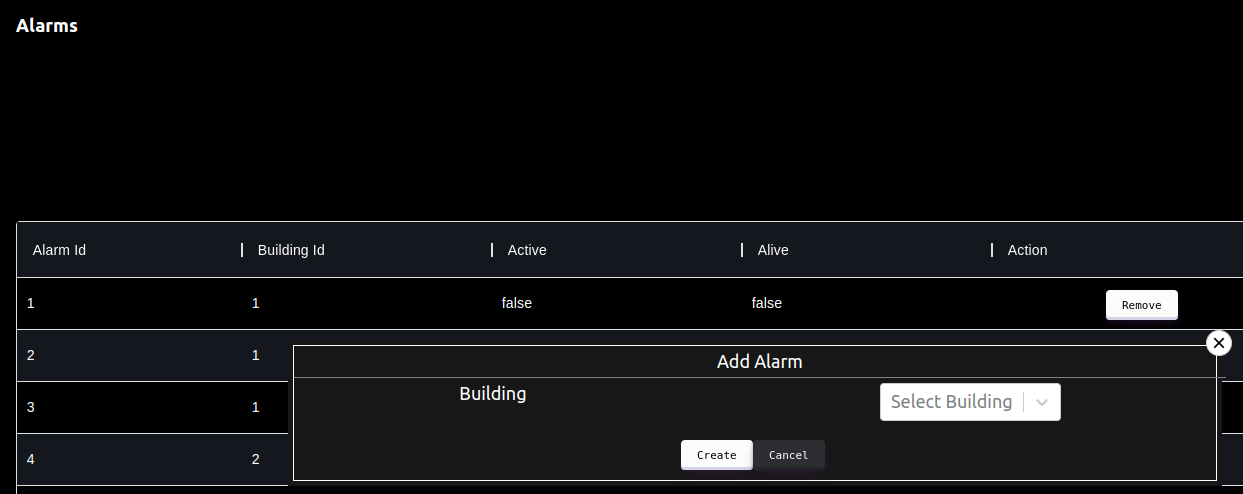 Alarms
Alarm Id Building Id Active Alive Action
1 1 false false Remove
2 1
Add Alarm
Building Select Building
3 1
Create Cancel
4 2